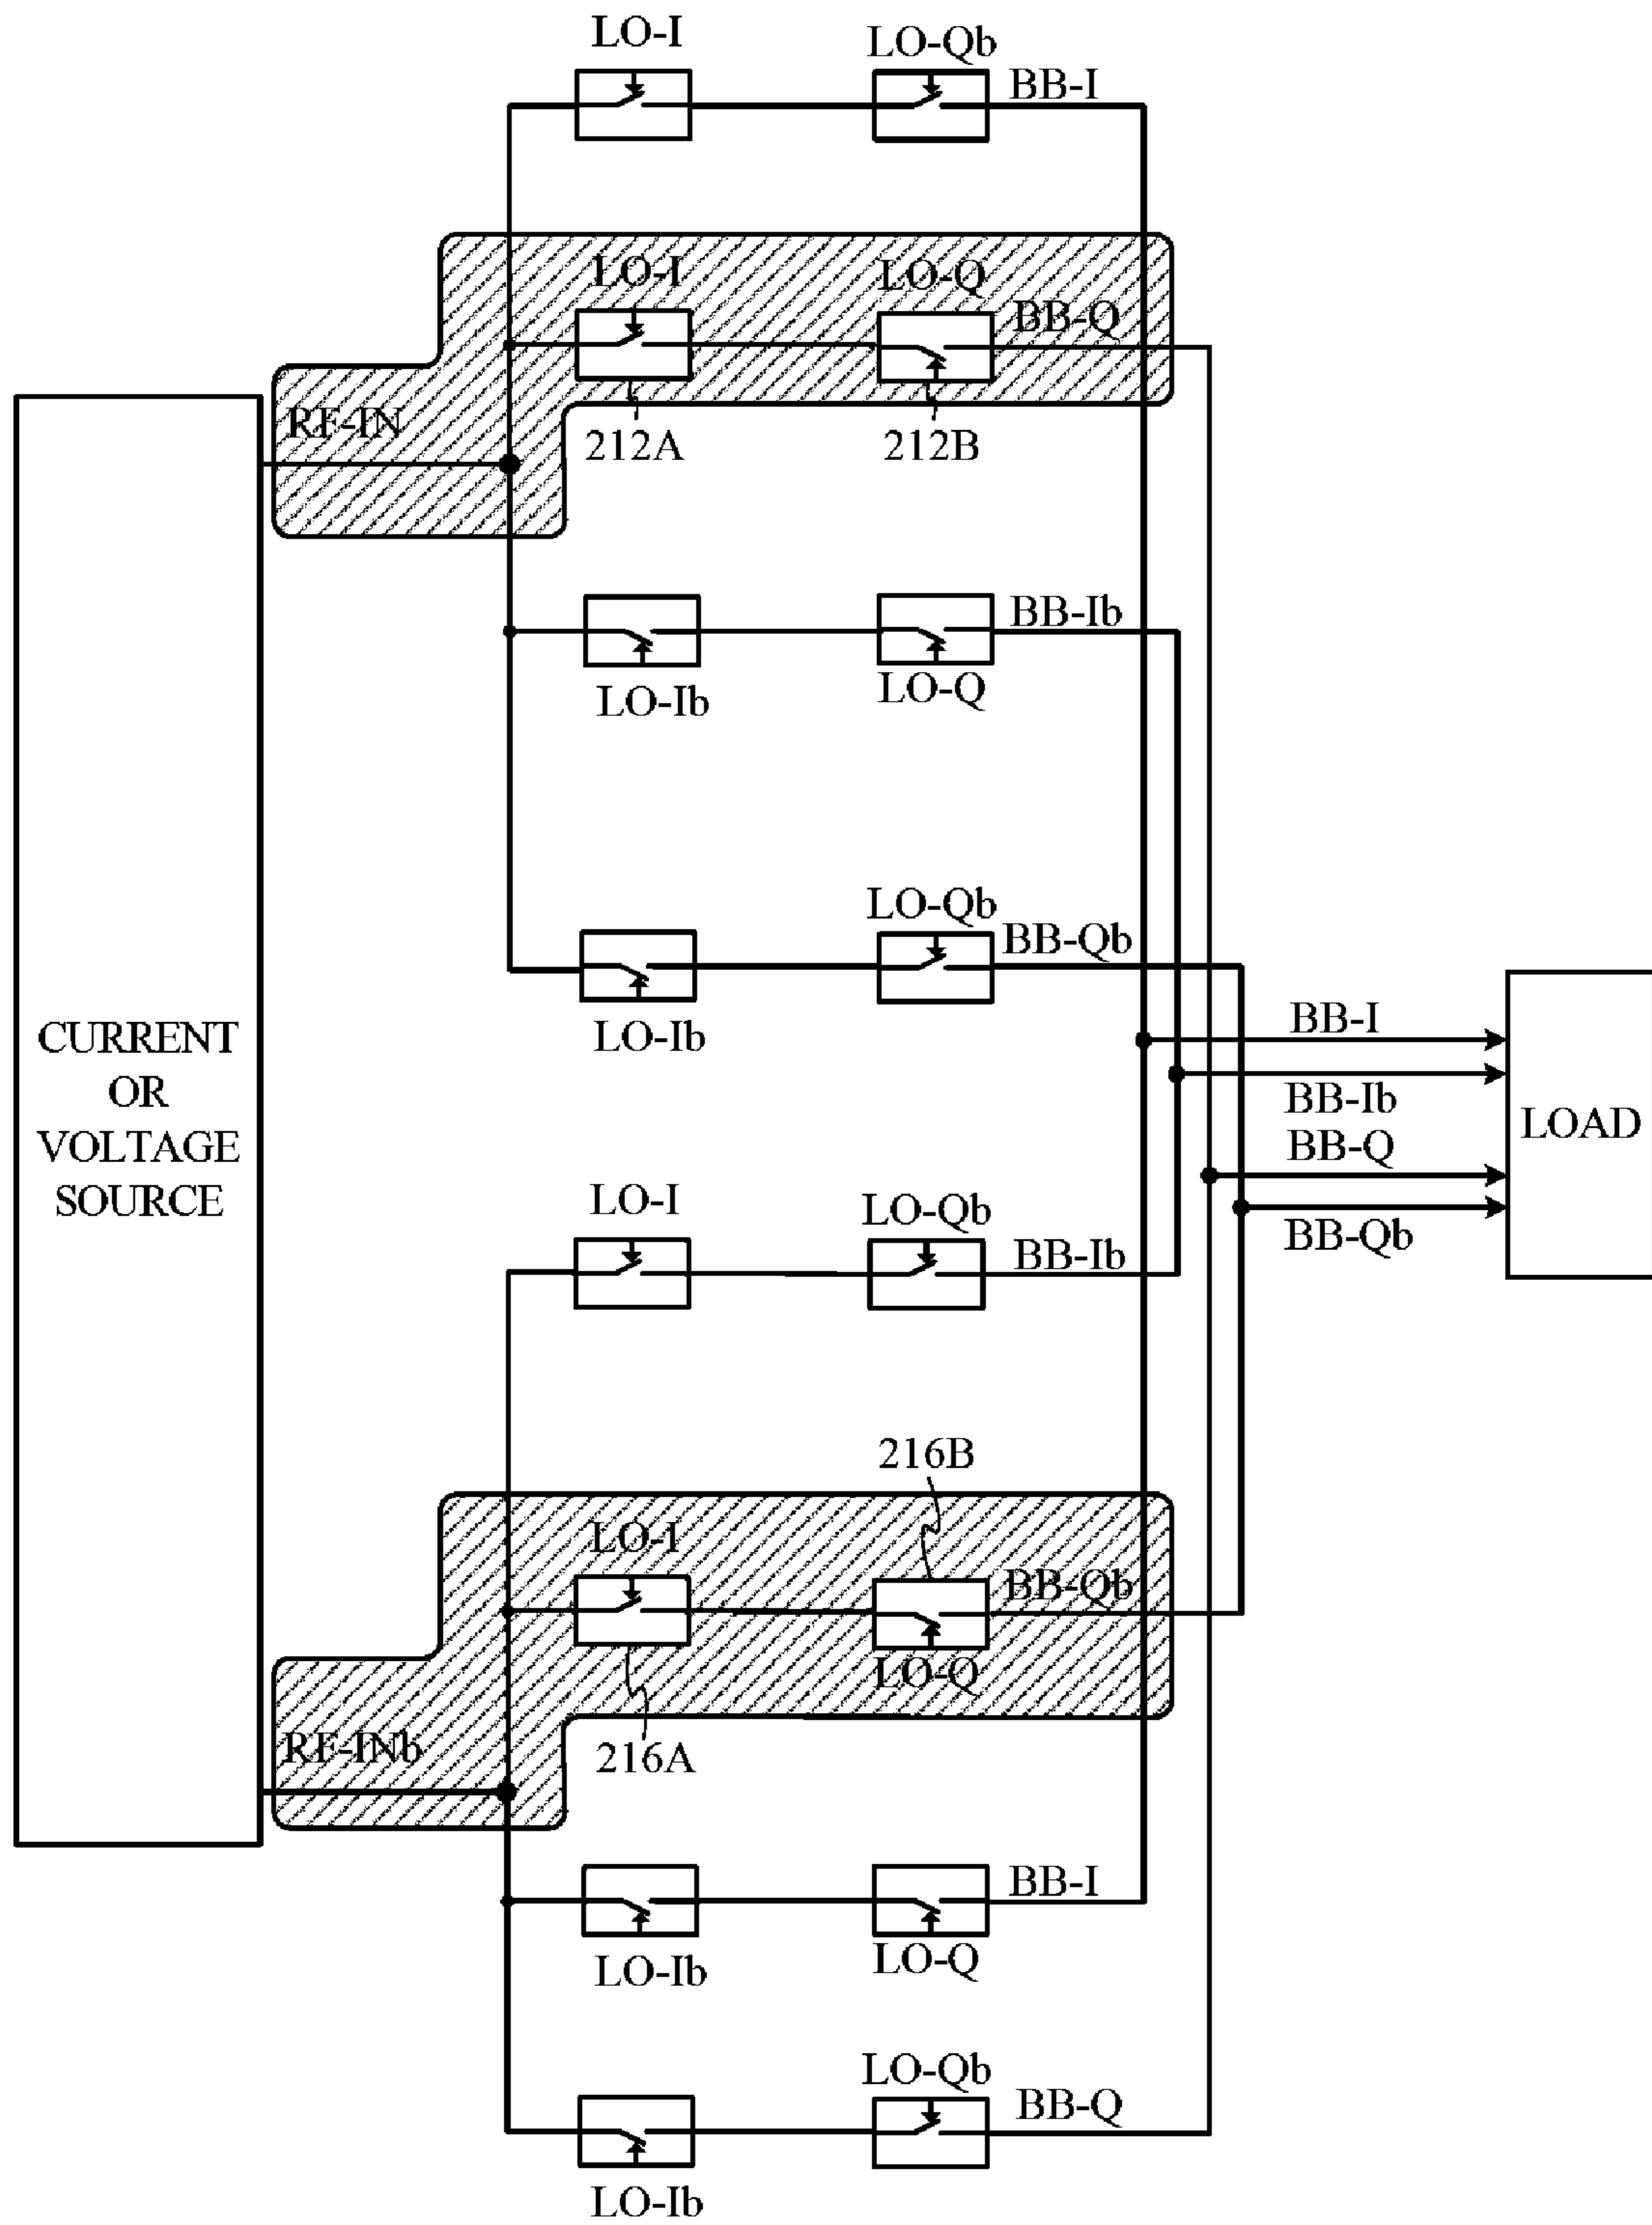 LO-I
LO-Qb
BB-I
LO-I
LO-Q
BB-Q
RF-IN
212A
212B
BB-Ib
LO-Ib
LO-Q
LO-Qb
BB-Qb
LO-Ib
CURRENT
OR
VOLTAGE
SOURCE
BB-I
BB-Ib
BB-Q
BB-Qb
LOAD
LO-I
LO-Qb
BB-Ib
216B
LO-I
BB-Qb
LO-Q
RF-INb
216A
BB-I
LO-Ib
LO-Q
LO-Qb
BB-Q
LO-Ib